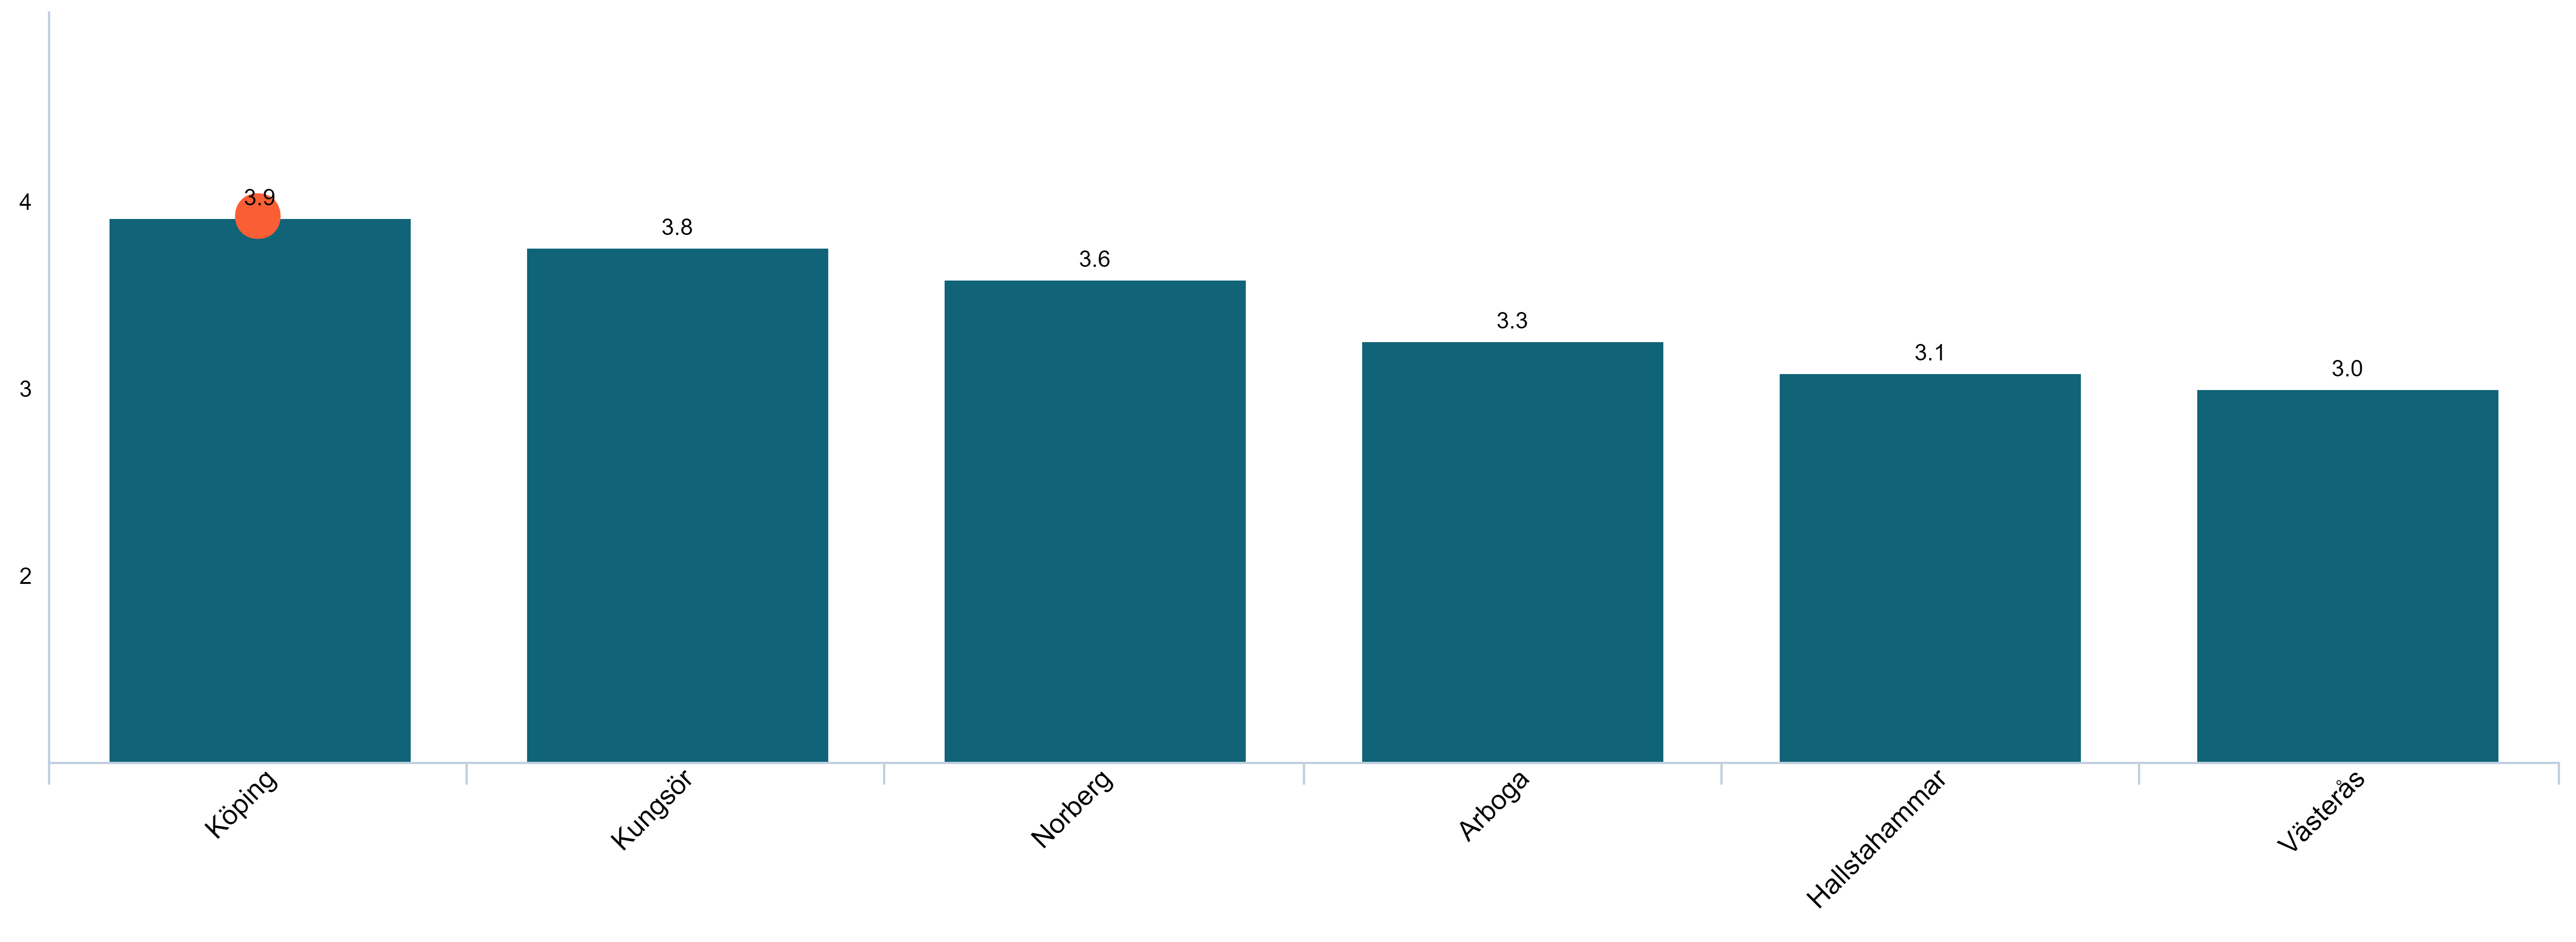 4
3
2
3.9
3.8
3.6
3.3
3.1
3.0
Köping
Kungsör
Norberg
Arboga
Hallstahammar
Västerås